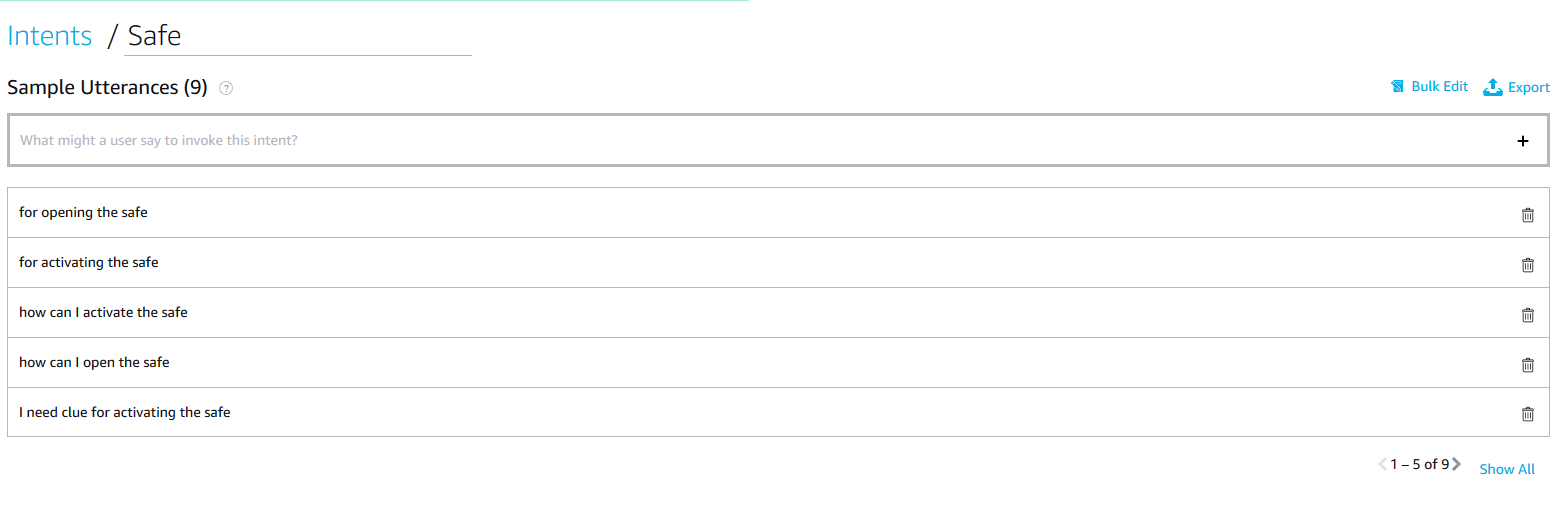 Intents / Safe
Sample Utterances (9) ?
Bulk Edit Export
What might a user say to invoke this intent? +
for opening the safe
for activating the safe
how can I activate the safe
how can I open the safe
I need clue for activating the safe
1 – 5 of 9 Show All